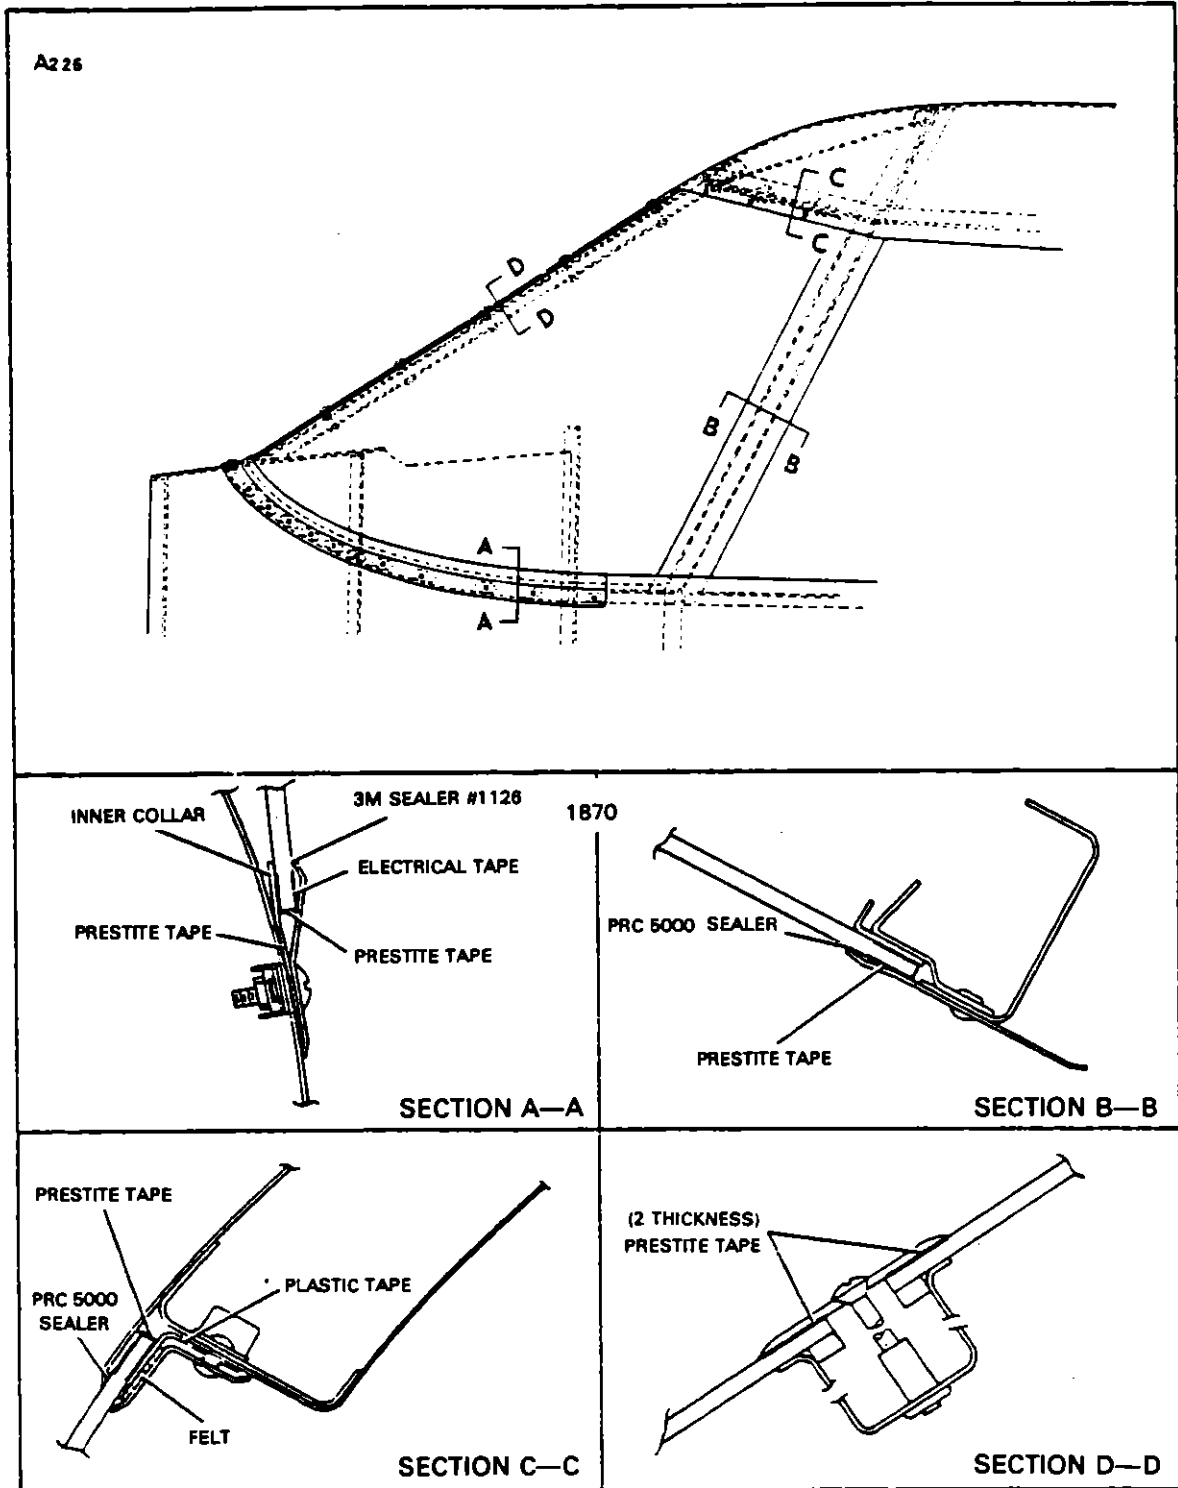 A226
C
C
D
D
B
B
A
A
INNER COLLAR
3M SEALER #1126
1870
ELECTRICAL TAPE
PRESTITE TAPE
PRESTITE TAPE
SECTION A—A
PRC 5000 SEALER
PRESTITE TAPE
SECTION B—B
PRESTITE TAPE
PLASTIC TAPE
PRC 5000
SEALER
FELT
SECTION C—C
(2 THICKNESS)
PRESTITE TAPE
SECTION D—D